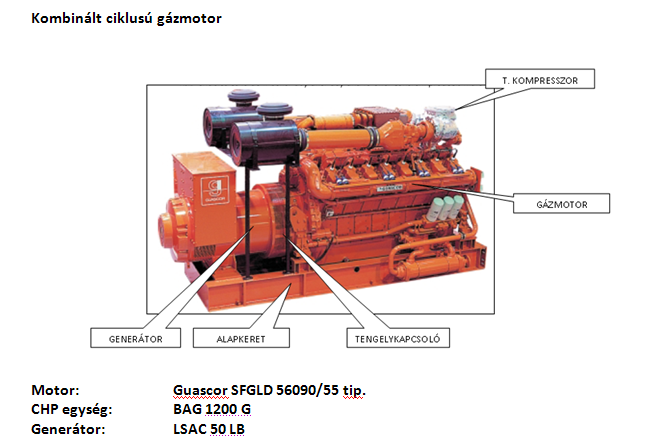 Kombinált ciklusú gázmotor
T. KOMPRESSZOR
GÁZMOTOR
GUASCOR
GENERÁTOR
ALAPKERET
TENGELYKAPCSOLÓ
Motor: Guascor SFGLD 56090/55 tip.
CHP egység: BAG 1200 G
Generátor: LSAC 50 LB